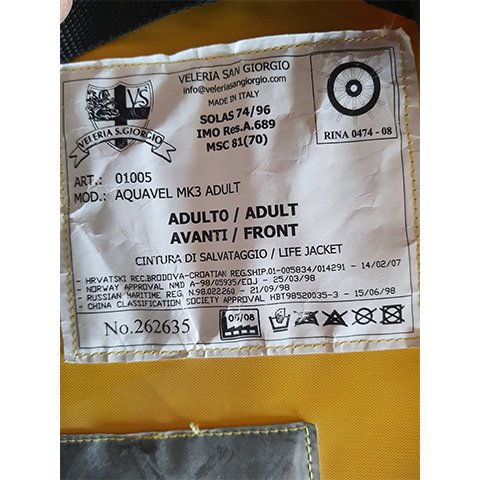 VELERIA SAN GIORGIO
info@veleriasangiorgio.com
MADE IN ITALY
SOLAS 74/96
IMO Res.A.689
MSC 81(70)
VS
G
VELERIA S.GIORGIO
RINA 0474 - 08
ART.: 01005
MOD.: AQUAVEL MK3 ADULT
ADULTO / ADULT
AVANTI / FRONT
CINTURA DI SALVATAGGIO / LIFE JACKET
- HRVATSKI REC.BRODOVA-CROATIAN REG.SHIP.01-005834/014291 - 14/02/07
- NORWAY APPROVAL NMD A-98/05935/EOJ - 25/03/98
- RUSSIAN MARITIME REG. N.98.022260 - 21/09/98
- CHINA CLASSIFICATION SOCIETY APPROVAL HBT98520035-3 - 15/06/98
No.262635
05/08